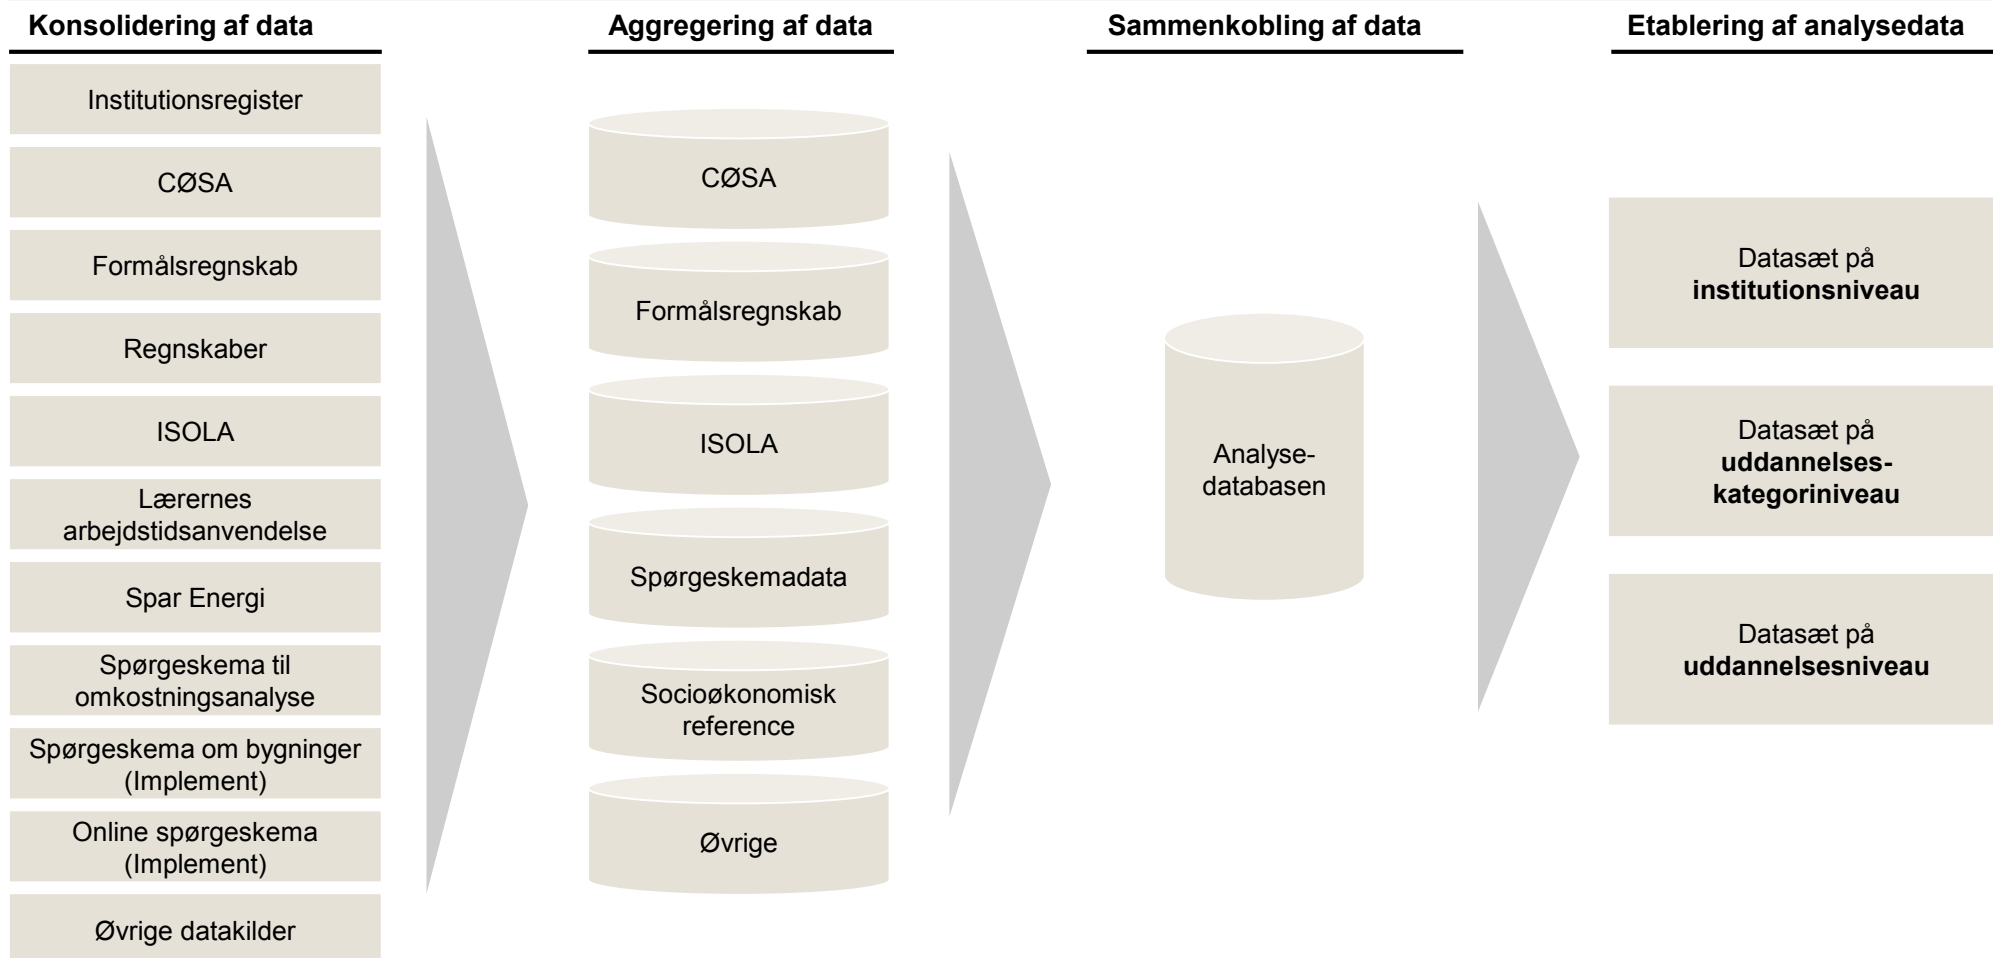 Konsolidering af data
Institutionsregister
CØSA
Formålsregnskab
Regnskaber
ISOLA
Lærernes
arbejdstidsanvendelse
Spar Energi
Spørgeskema til
omkostningsanalyse
Spørgeskema om bygninger
(Implement)
Online spørgeskema
(Implement)
Øvrige datakilder
Aggregering af data
CØSA
Formålsregnskab
ISOLA
Spørgeskemadata
Socioøkonomisk
reference
Øvrige
Sammenkobling af data
Analyse-
databasen
Etablering af analysedata
Datasæt på
institutionsniveau
Datasæt på
uddannelses-
kategoriniveau
Datasæt på
uddannelsesniveau